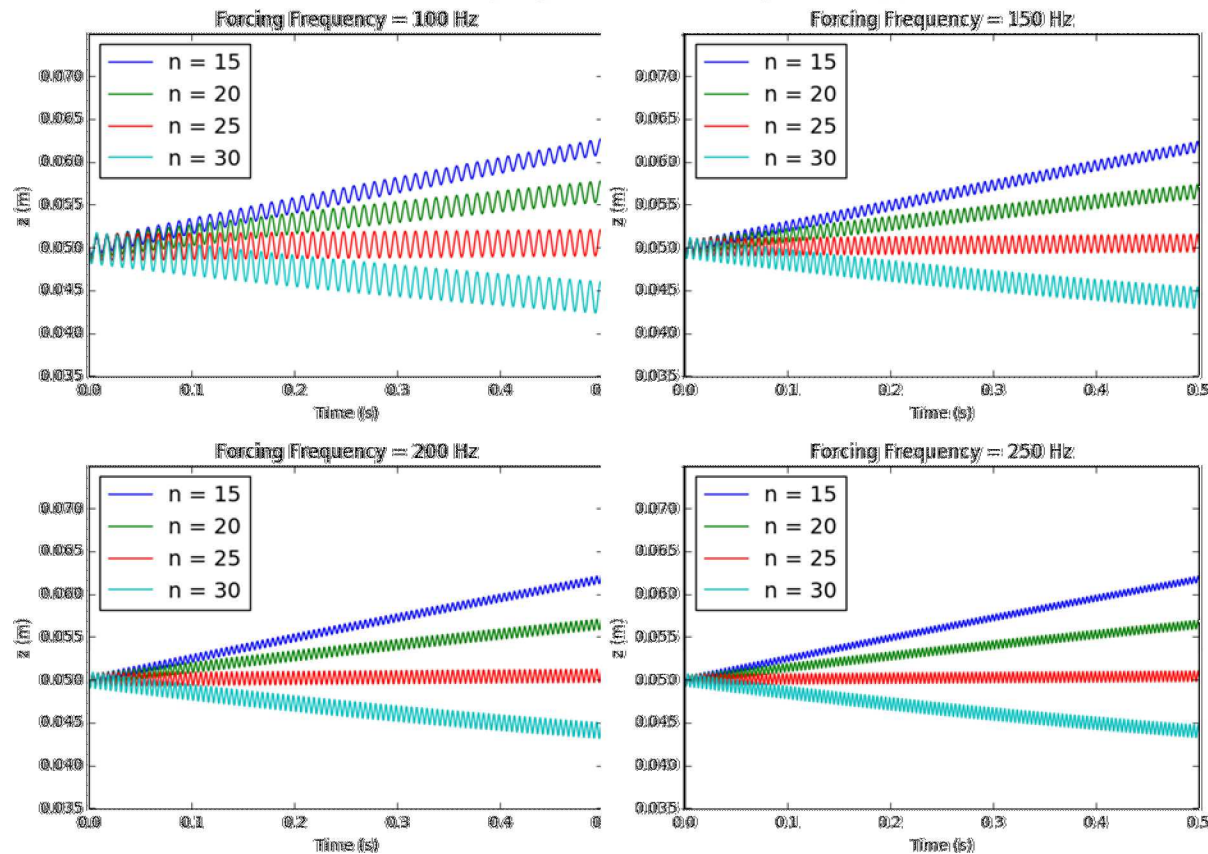 Forcing Frequency = 100 Hz
n = 15
n = 20
n = 25
n = 30
0.070
0.065
0.060
0.055
0.050
0.045
0.040
0.035
z (m)
0.0 0.1 0.2 0.3 0.4 0.
Time (s)
Forcing Frequency = 150 Hz
n = 15
n = 20
n = 25
n = 30
0.070
0.065
0.060
0.055
0.050
0.045
0.040
0.035
z (m)
0.0 0.1 0.2 0.3 0.4 0.5
Time (s)
Forcing Frequency = 200 Hz
n = 15
n = 20
n = 25
n = 30
0.070
0.065
0.060
0.055
0.050
0.045
0.040
0.035
z (m)
0.0 0.1 0.2 0.3 0.4 0.
Time (s)
Forcing Frequency = 250 Hz
n = 15
n = 20
n = 25
n = 30
0.070
0.065
0.060
0.055
0.050
0.045
0.040
0.035
z (m)
0.0 0.1 0.2 0.3 0.4 0.5
Time (s)